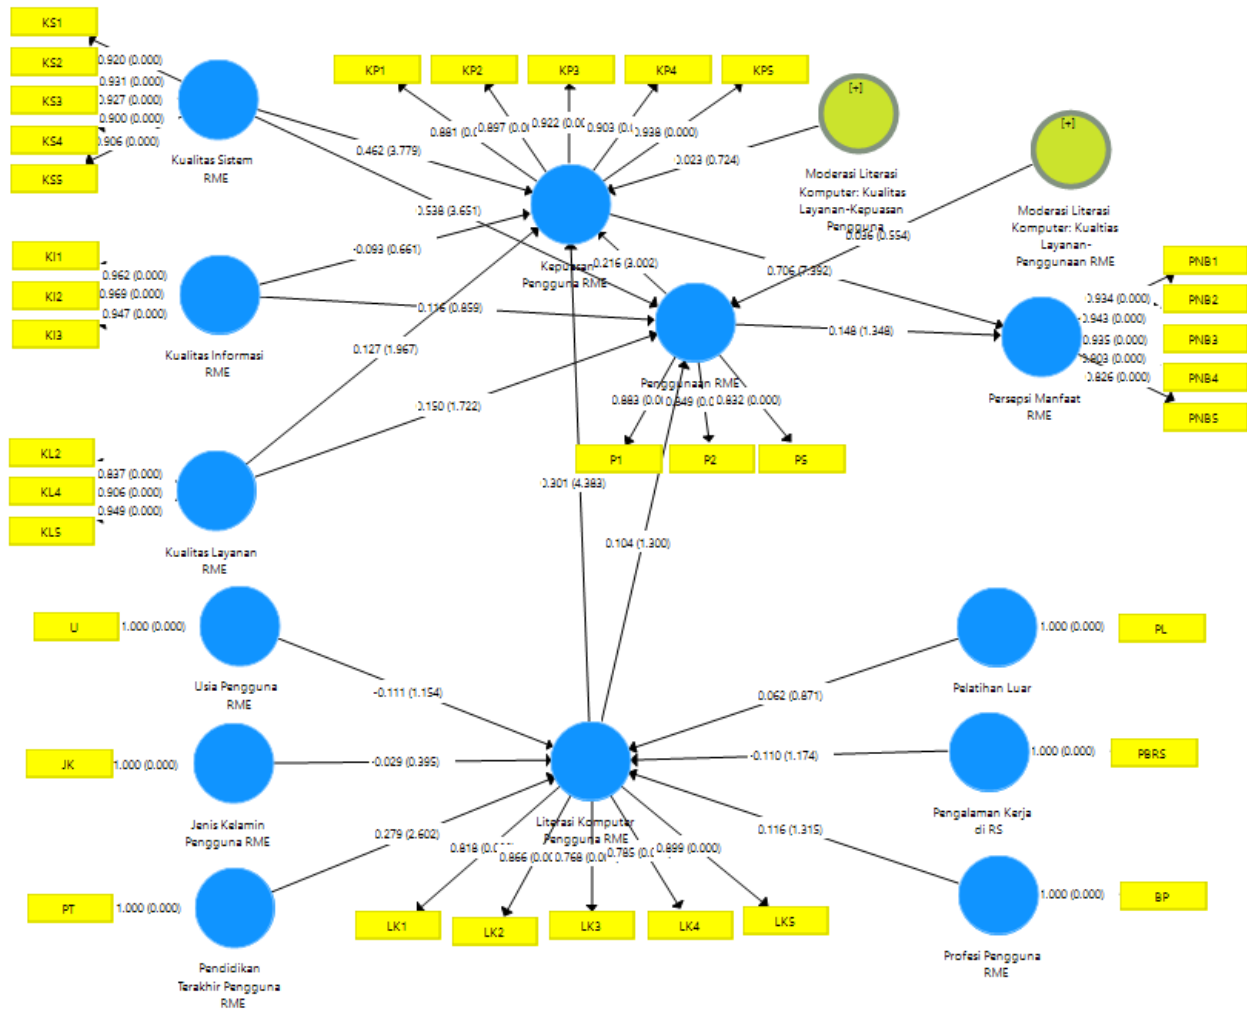 KS1
KS2
KS3
KS4
KS5
0.920 (0.000)
0.931 (0.000)
0.927 (0.000)
0.900 (0.000)
0.906 (0.000)
Kualitas Sistem
RME
KP1
KP2
KP3
KP4
KP5
0.881
0.897
0.922
0.903
0.938 (0.000)
[+]
Moderasi Literasi
Komputer: Kualitas
Layanan-Kepuasan
Pengguna
[+]
Moderasi Literasi
Komputer: Kualtias
Layanan-
Penggunaan RME
0.462 (3.779)
0.023 (0.724)
0.538 (3.651)
0.036 (0.554)
-0.093 (0.661)
Kepuasan
Pengguna RME
0.216 (3.002)
0.706 (7.392)
KI1
KI2
KI3
0.962 (0.000)
0.969 (0.000)
0.947 (0.000)
Kualitas Informasi
RME
0.116 (0.859)
0.127 (1.967)
0.150 (1.722)
0.148 (1.348)
Penggunaan RME
0.883
0.849
0.832 (0.000)
P1
P2
P5
PNB1
PNB2
PNB3
PNB4
PNB5
0.934 (0.000)
0.943 (0.000)
0.935 (0.000)
0.803 (0.000)
0.826 (0.000)
Persepsi Manfaat
RME
KL2
KL4
KL5
0.837 (0.000)
0.906 (0.000)
0.949 (0.000)
Kualitas Layanan
RME
0.301 (4.383)
0.104 (1.300)
U
1.000 (0.000)
Usia Pengguna
RME
-0.111 (1.154)
0.062 (0.871)
1.000 (0.000)
PL
Pelatihan Luar
JK
1.000 (0.000)
Jenis Kelamin
Pengguna RME
-0.029 (0.395)
-0.110 (1.174)
1.000 (0.000)
PBRS
Pengalaman Kerja
di RS
Literasi Komputer
Pengguna RME
0.279 (2.602)
0.116 (1.315)
0.818
0.866
0.768
0.785
0.899 (0.000)
PT
1.000 (0.000)
Pendidikan
Terakhir Pengguna
RME
LK1
LK2
LK3
LK4
LK5
1.000 (0.000)
BP
Profesi Pengguna
RME